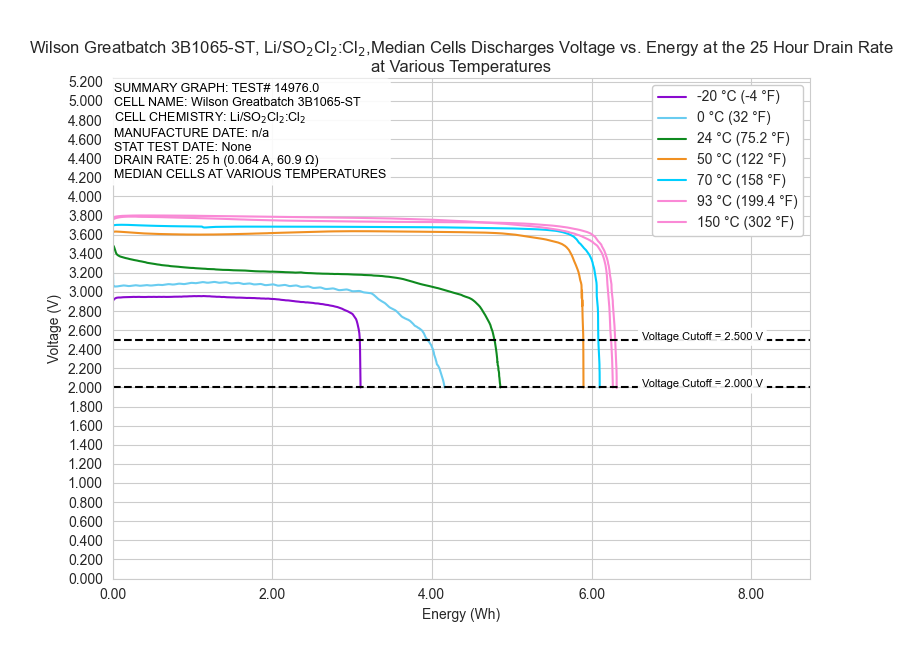 Wilson Greatbatch 3B1065-ST, Li/SO₂Cl₂:Cl₂,Median Cells Discharges Voltage vs. Energy at the 25 Hour Drain Rate
at Various Temperatures
SUMMARY GRAPH: TEST# 14976.0
CELL NAME: Wilson Greatbatch 3B1065-ST
CELL CHEMISTRY: Li/SO₂Cl₂:Cl₂
MANUFACTURE DATE: n/a
STAT TEST DATE: None
DRAIN RATE: 25 h (0.064 A, 60.9 Ω)
MEDIAN CELLS AT VARIOUS TEMPERATURES
-20 °C (-4 °F)
0 °C (32 °F)
24 °C (75.2 °F)
50 °C (122 °F)
70 °C (158 °F)
93 °C (199.4 °F)
150 °C (302 °F)
Voltage Cutoff = 2.500 V
Voltage Cutoff = 2.000 V
Voltage (V)
5.200
5.000
4.800
4.600
4.400
4.200
4.000
3.800
3.600
3.400
3.200
3.000
2.800
2.600
2.400
2.200
2.000
1.800
1.600
1.400
1.200
1.000
0.800
0.600
0.400
0.200
0.000
0.00 2.00 4.00 6.00 8.00
Energy (Wh)